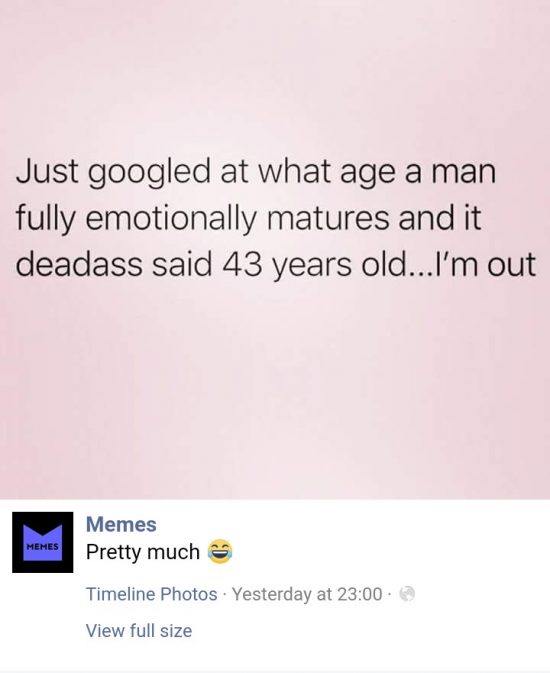 Just googled at what age a man
fully emotionally matures and it
deadass said 43 years old...I'm out
MEMES
Memes
Pretty much 😂
Timeline Photos · Yesterday at 23:00 ·
View full size